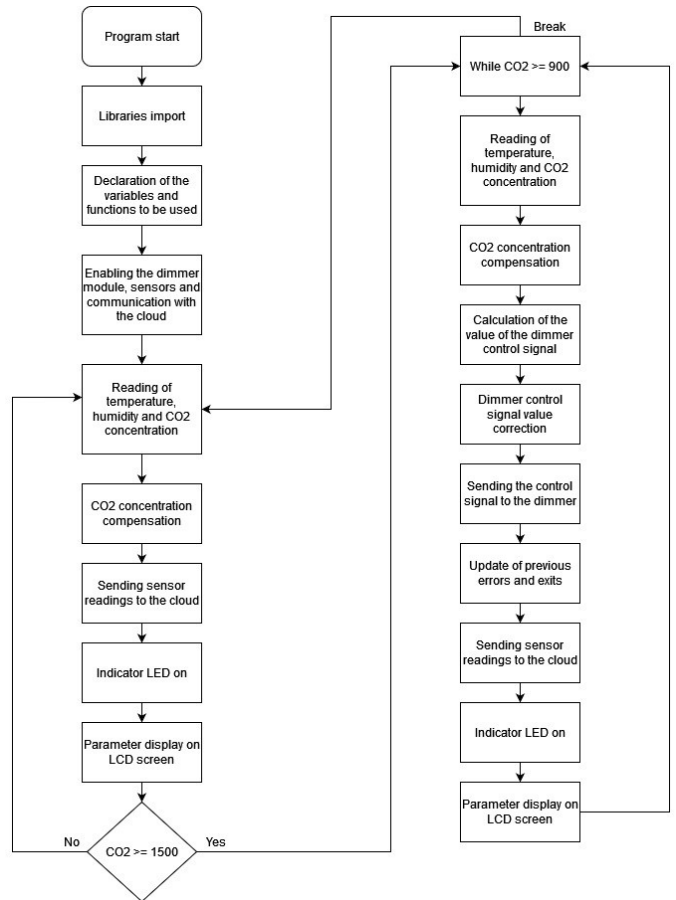 Program start
Libraries import
Declaration of the
variables and
functions to be used
Enabling the dimmer
module, sensors and
communication with
the cloud
Reading of
temperature,
humidity and CO2
concentration
CO2 concentration
compensation
Sending sensor
readings to the cloud
Indicator LED on
Parameter display on
LCD screen
No
CO2 >= 1500
Yes
Break
While CO2 >= 900
Reading of
temperature,
humidity and CO2
concentration
CO2 concentration
compensation
Calculation of the
value of the dimmer
control signal
Dimmer control
signal value
correction
Sending the control
signal to the dimmer
Update of previous
errors and exits
Sending sensor
readings to the cloud
Indicator LED on
Parameter display on
LCD screen